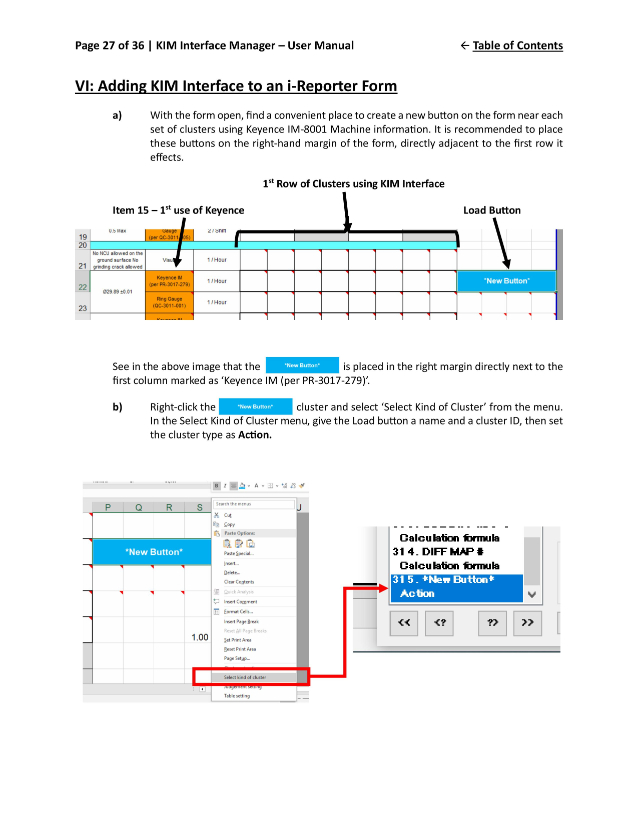 Page 27 of 36 | KIM Interface Manager – User Manual
← Table of Contents
VI: Adding KIM Interface to an i-Reporter Form
a) With the form open, find a convenient place to create a new button on the form near each
set of clusters using Keyence IM-8001 Machine information. It is recommended to place
these buttons on the right-hand margin of the form, directly adjacent to the first row it
effects.
1st Row of Clusters using KIM Interface
Item 15 – 1st use of Keyence
Load Button
19
0.5 Max
Gauge
(per QC-3011-005)
2 / Shift
20
21
No NCU allowed on the
ground surface No
grinding crack allowed
1 / Hour
22
Keyence IM
(per PR-3017-279)
1 / Hour
*New Button*
Ø28.89 ±0.01
23
Ring Gauge
(QC-3011-001)
1 / Hour
See in the above image that the *New Button* is placed in the right margin directly next to the
first column marked as ‘Keyence IM (per PR-3017-279)’.
b) Right-click the *New Button* cluster and select ‘Select Kind of Cluster’ from the menu.
In the Select Kind of Cluster menu, give the Load button a name and a cluster ID, then set
the cluster type as Action.
P Q R S U
*New Button*
1.00
Search the menus
Cut
Copy
Paste Options:
Paste Special...
Insert...
Delete...
Clear Contents
Quick Analysis
Insert Comment
Format Cells...
Insert Page Break
Reset All Page Breaks
Set Print Area
Reset Print Area
Page Setup...
Select kind of cluster
Judgement setting
Table setting
Calculation formula
314. DIFF MAP #
Calculation formula
315. *New Button*
Action
<< <? ?> >>